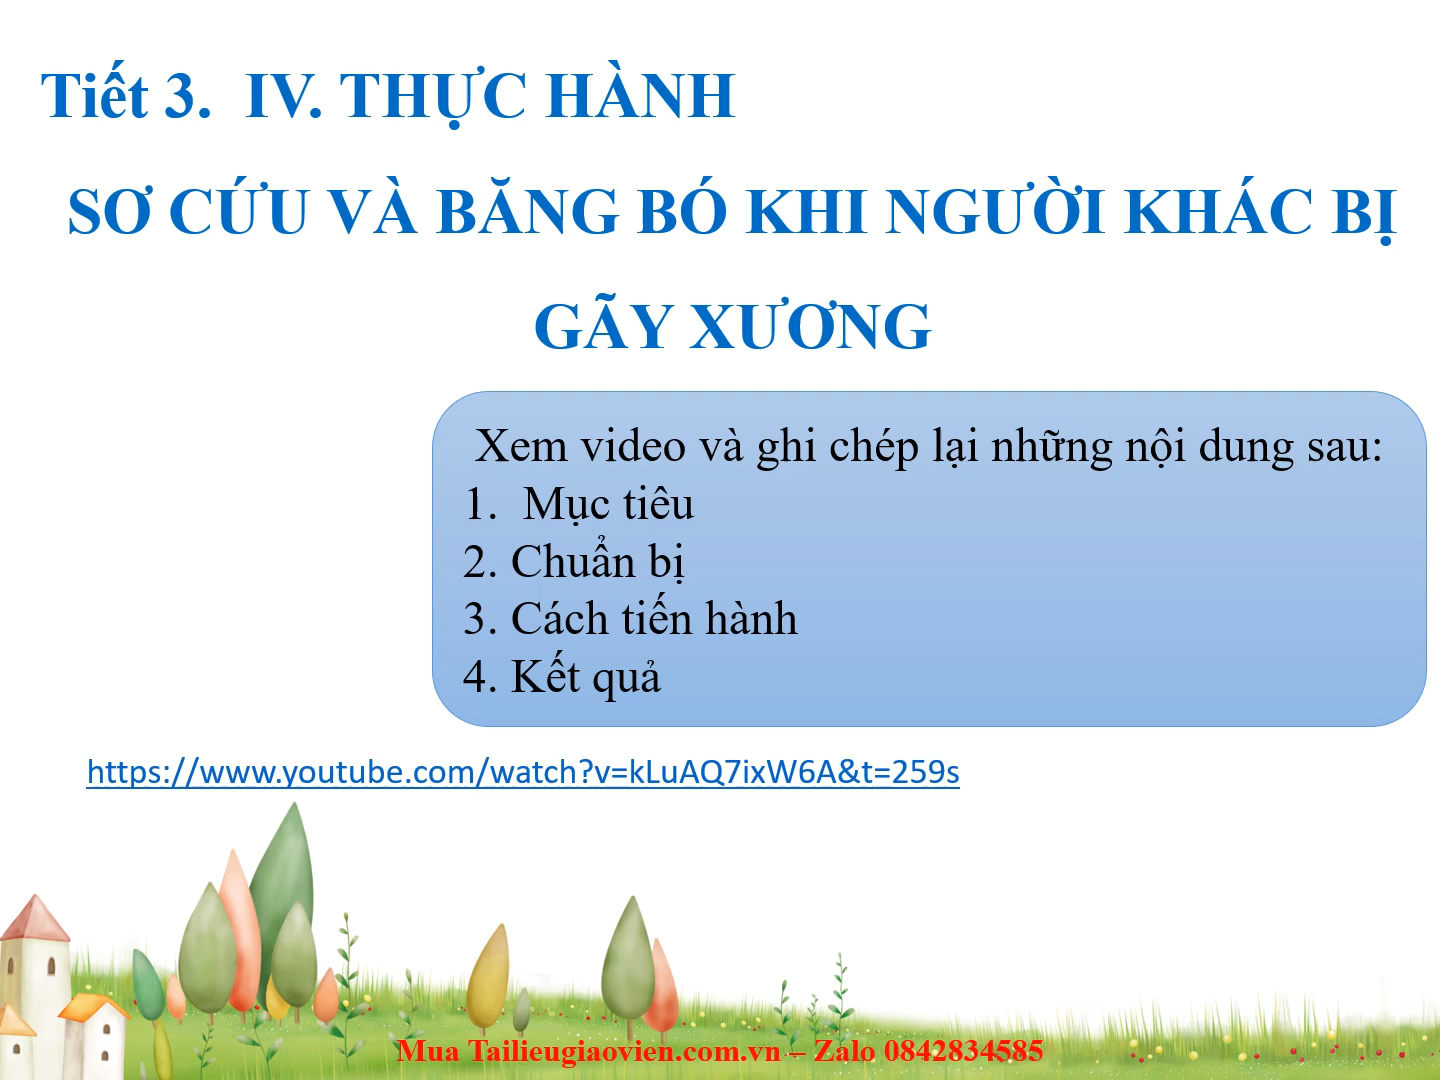 Tiết 3.  IV. THỰC HÀNH
SƠ CỨU VÀ BĂNG BÓ KHI NGƯỜI KHÁC BỊ
GÃY XƯƠNG
Xem video và ghi chép lại những nội dung sau:
1.  Mục tiêu
2. Chuẩn bị
3. Cách tiến hành
4. Kết quả
https://www.youtube.com/watch?v=kLuAQ7ixW6A&t=259s
Mua Tailieugiaovien.com.vn – Zalo 0842834585